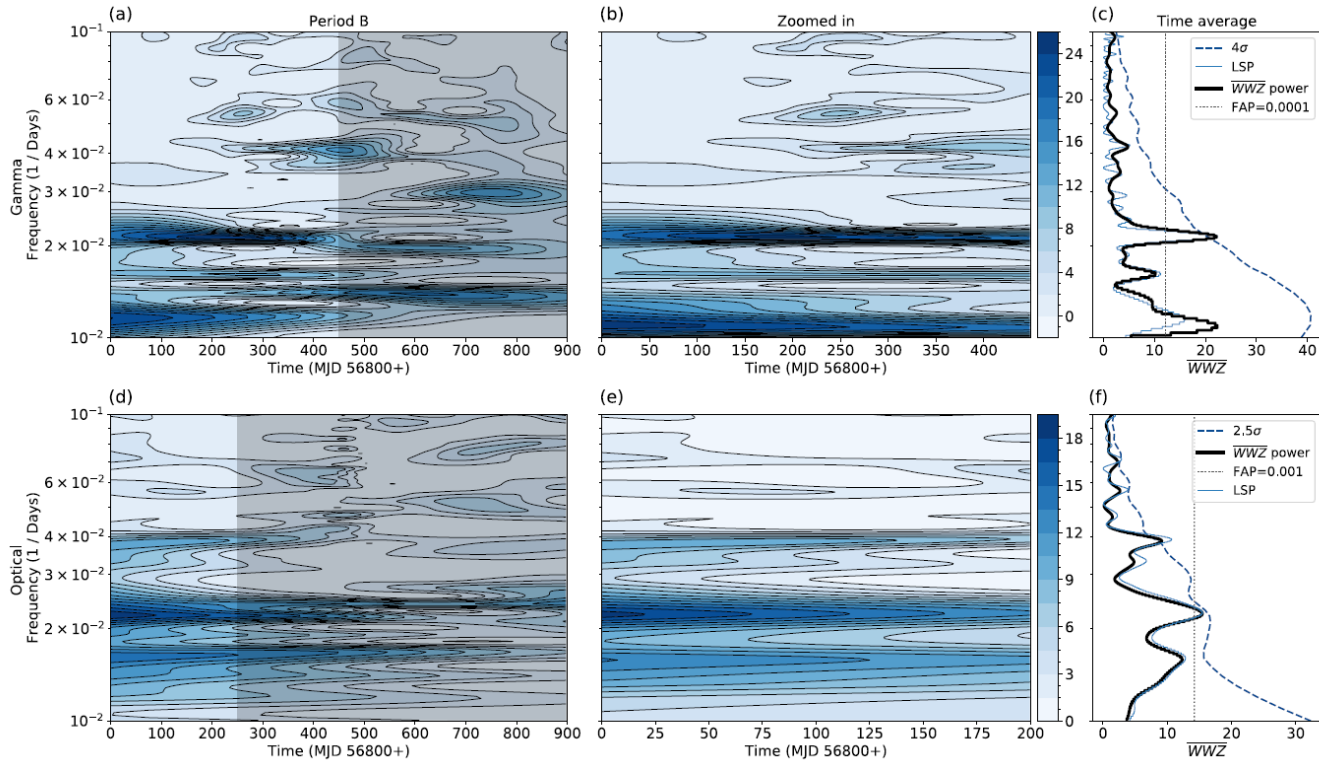 (a) Period B
(b) Zoomed in
(c) Time average
Gamma
Frequency (1 / Days)
10⁻¹
6 × 10⁻²
4 × 10⁻²
3 × 10⁻²
2 × 10⁻²
10⁻²
0 100 200 300 400 500 600 700 800 900
Time (MJD 56800+)
0 50 100 150 200 250 300 350 400
Time (MJD 56800+)
24
20
16
12
8
4
0
4σ
LSP
WWZ power
FAP=0.0001
0 10 20 30 40
WWZ
(d)
(e)
(f)
Optical
Frequency (1 / Days)
10⁻¹
6 × 10⁻²
4 × 10⁻²
3 × 10⁻²
2 × 10⁻²
10⁻²
0 100 200 300 400 500 600 700 800 900
Time (MJD 56800+)
0 25 50 75 100 125 150 175 200
Time (MJD 56800+)
18
15
12
9
6
3
0
2.5σ
WWZ power
FAP=0.001
LSP
0 10 20 30
WWZ